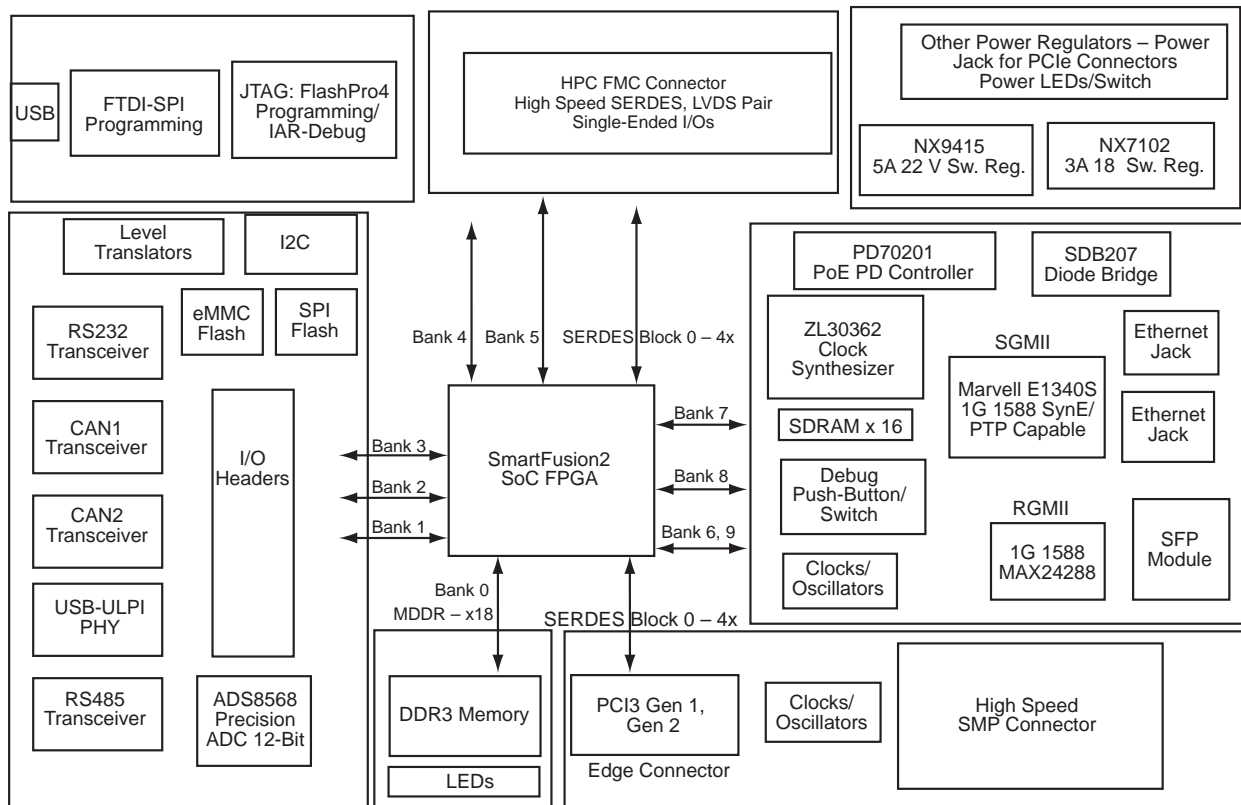 USB
FTDI-SPI
Programming
JTAG: FlashPro4
Programming/
IAR-Debug
HPC FMC Connector
High Speed SERDES, LVDS Pair
Single-Ended I/Os
Other Power Regulators – Power
Jack for PCIe Connectors
Power LEDs/Switch
NX9415
5A 22 V Sw. Reg.
NX7102
3A 18 Sw. Reg.
Level
Translators
I2C
RS232
Transceiver
eMMC
Flash
SPI
Flash
CAN1
Transceiver
I/O
Headers
CAN2
Transceiver
USB-ULPI
PHY
RS485
Transceiver
ADS8568
Precision
ADC 12-Bit
Bank 4
Bank 5
SERDES Block 0 – 4x
Bank 3
Bank 2
Bank 1
SmartFusion2
SoC FPGA
Bank 7
Bank 8
Bank 6, 9
Bank 0
MDDR – x18
SERDES Block 0 – 4x
PD70201
PoE PD Controller
SDB207
Diode Bridge
ZL30362
Clock
Synthesizer
SGMII
Marvell E1340S
1G 1588 SynE/
PTP Capable
Ethernet
Jack
Ethernet
Jack
SDRAM x 16
Debug
Push-Button/
Switch
RGMII
1G 1588
MAX24288
SFP
Module
Clocks/
Oscillators
DDR3 Memory
LEDs
PCI3 Gen 1,
Gen 2
Edge Connector
Clocks/
Oscillators
High Speed
SMP Connector